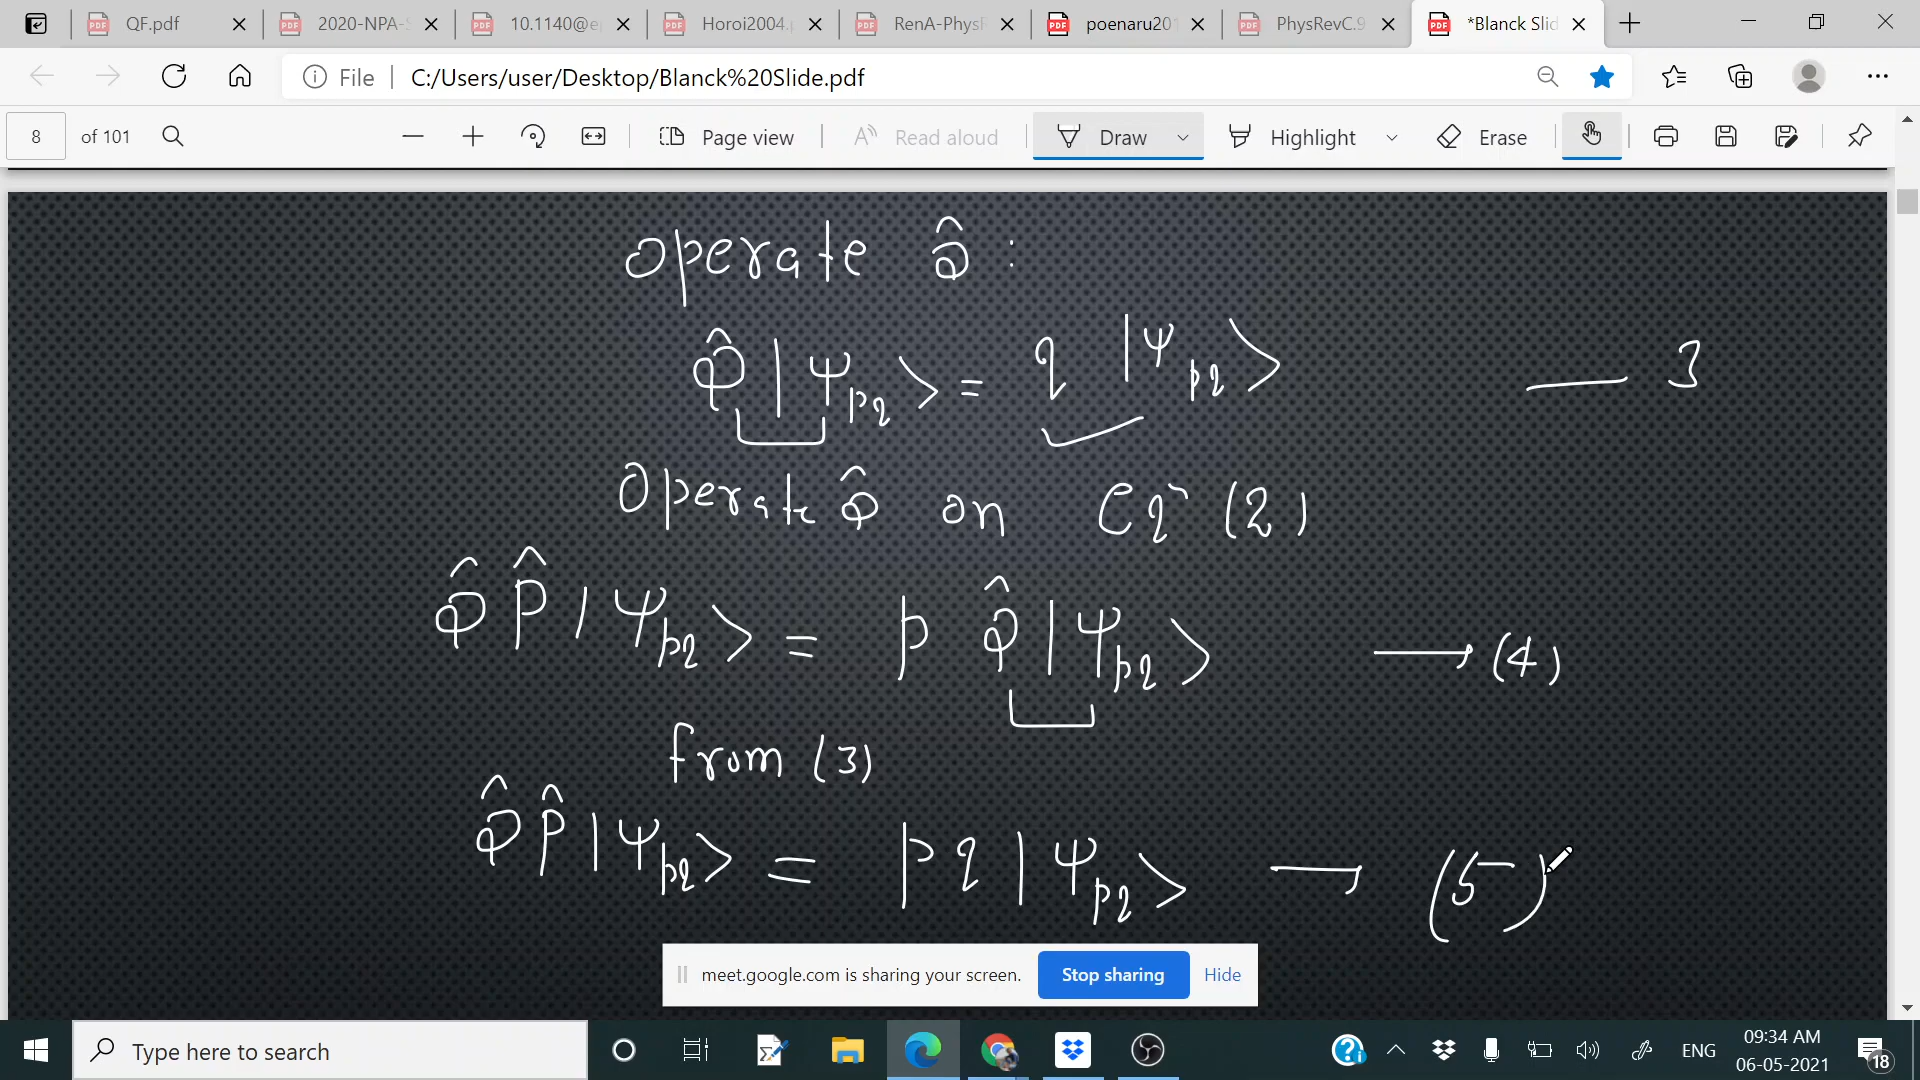 QF.pdf
2020-NPA-S
10.1140@e
Horoi2004.
RenA-PhysR
poenaru201
PhysRevC.9
*Blanck Slid
File
C:/Users/user/Desktop/Blanck%20Slide.pdf
8 of 101
Page view
Read aloud
Draw
Highlight
Erase
Operate Q̂ :
Q̂ |Ψpq> = q |Ψpq> — 3
Operate Q̂ on Eqn (2)
Q̂ P̂ |Ψpq> = p Q̂ |Ψpq> → (4)
from (3)
Q̂ P̂ |Ψpq> = pq |Ψpq> → (5)
meet.google.com is sharing your screen.
Stop sharing
Hide
Type here to search
ENG
09:34 AM
06-05-2021
18